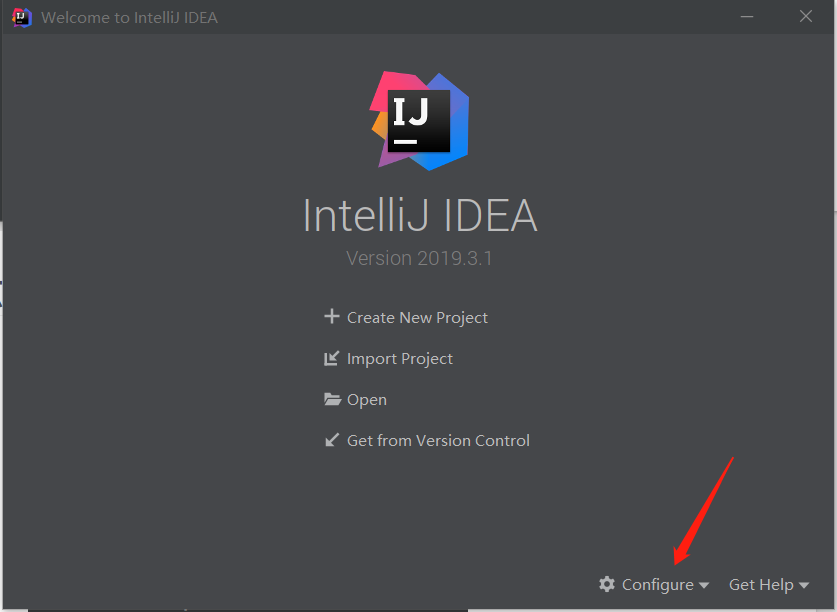 Welcome to IntelliJ IDEA
IJ
IntelliJ IDEA
Version 2019.3.1
Create New Project
Import Project
Open
Get from Version Control
Configure
Get Help